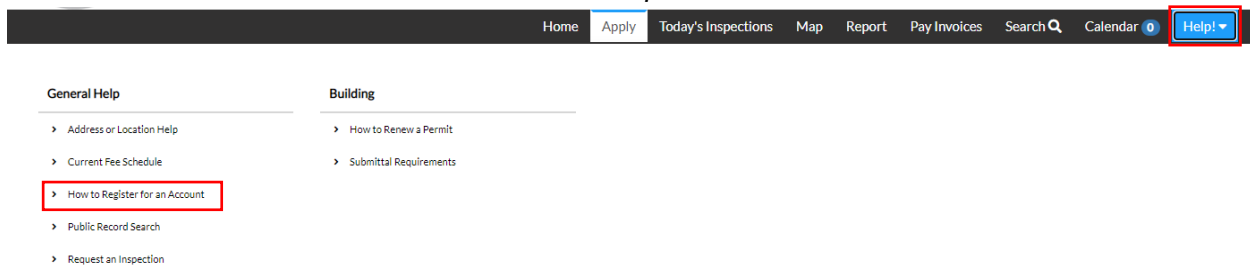 Home Apply Today's Inspections Map Report Pay Invoices Search Calendar 0 Help!
General Help
Address or Location Help
Current Fee Schedule
How to Register for an Account
Public Record Search
Request an Inspection
Building
How to Renew a Permit
Submittal Requirements